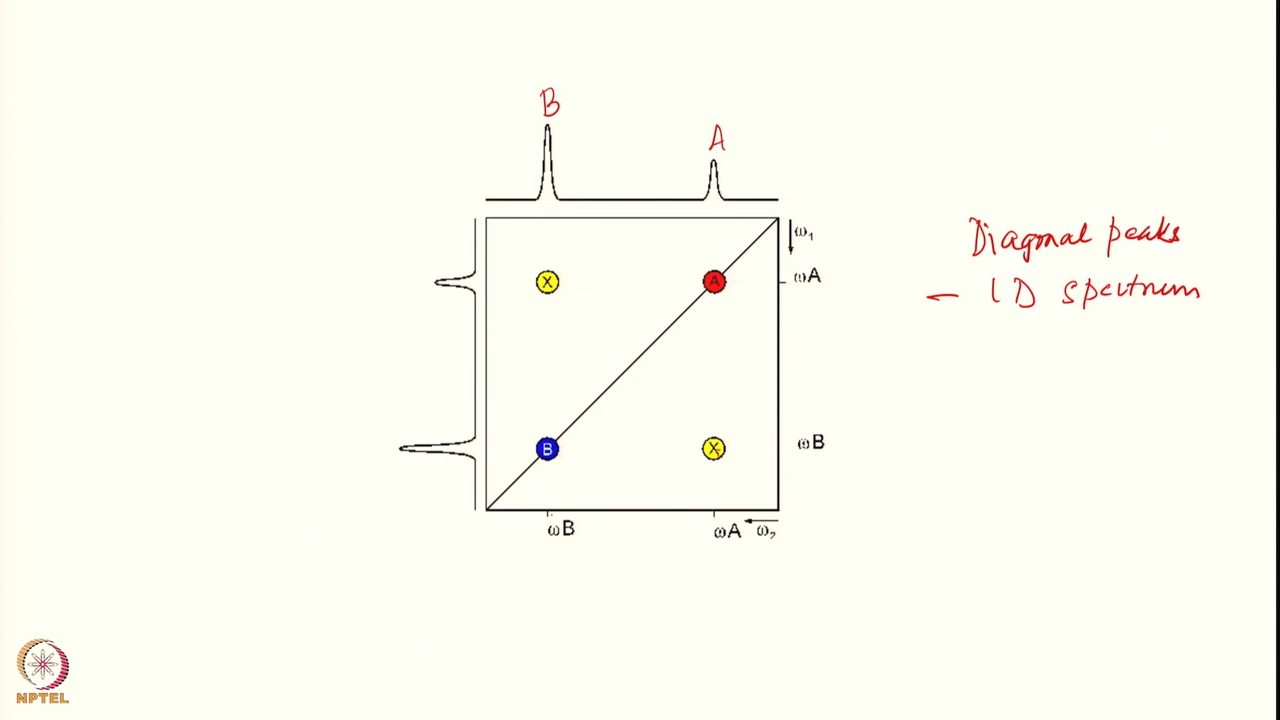 B
A
ω₁
X
A
ωA
Diagonal peaks
– 1D spectrum
B
X
ωB
ωB
ωA
ω₂
NPTEL